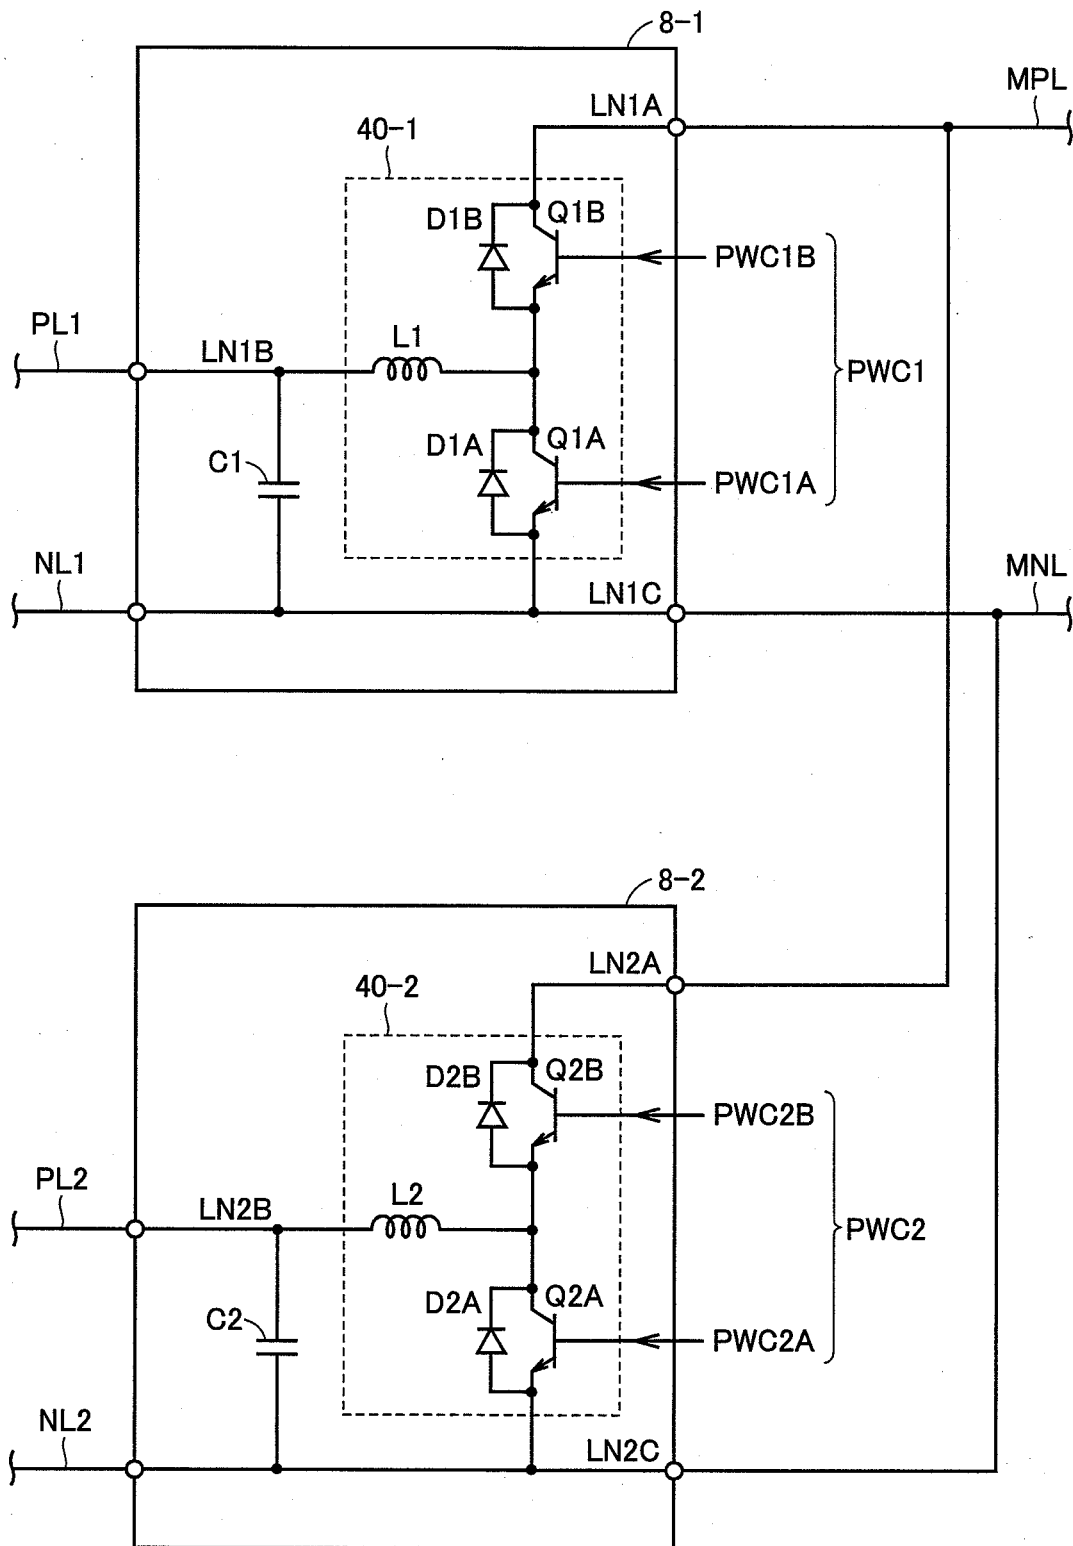 8-1
LN1A
MPL
40-1
D1B
Q1B
PWC1B
PL1
LN1B
L1
PWC1
D1A
Q1A
C1
PWC1A
NL1
LN1C
MNL
8-2
LN2A
40-2
D2B
Q2B
PWC2B
PL2
LN2B
L2
PWC2
D2A
Q2A
C2
PWC2A
NL2
LN2C